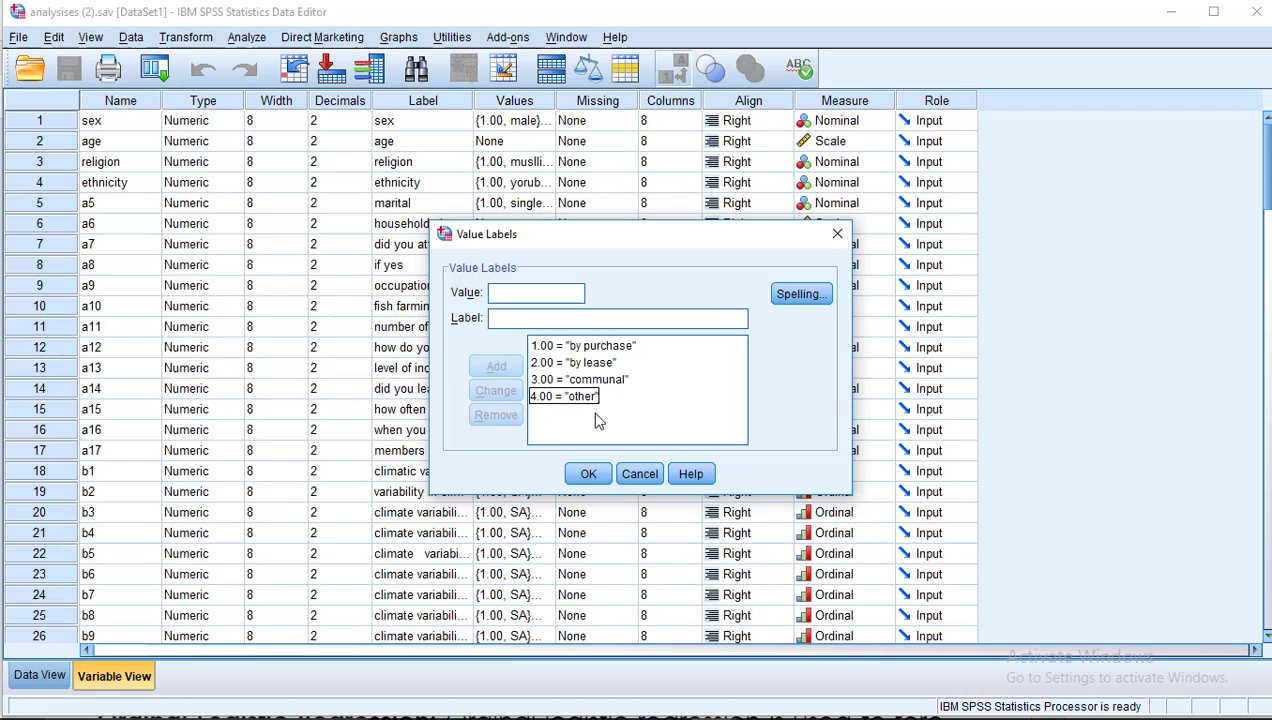 analysises (2).sav [DataSet1] - IBM SPSS Statistics Data Editor
File Edit View Data Transform Analyze Direct Marketing Graphs Utilities Add-ons Window Help
Name Type Width Decimals Label Values Missing Columns Align Measure Role
1 sex Numeric 8 2 sex {1.00, male}... None 8 Right Nominal Input
2 age Numeric 8 2 age None None 8 Right Scale Input
3 religion Numeric 8 2 religion {1.00, muslli... None 8 Right Nominal Input
4 ethnicity Numeric 8 2 ethnicity {1.00, yorub... None 8 Right Nominal Input
5 a5 Numeric 8 2 marital {1.00, single... None 8 Right Nominal Input
6 a6 Numeric 8 2 household Input
7 a7 Numeric 8 2 did you att Input
8 a8 Numeric 8 2 if yes Input
9 a9 Numeric 8 2 occupation Input
10 a10 Numeric 8 2 fish farming Input
11 a11 Numeric 8 2 number of Input
12 a12 Numeric 8 2 how do yo Input
13 a13 Numeric 8 2 level of inc Input
14 a14 Numeric 8 2 did you lea Input
15 a15 Numeric 8 2 how often Input
16 a16 Numeric 8 2 when you Input
17 a17 Numeric 8 2 members Input
18 b1 Numeric 8 2 climatic va Input
19 b2 Numeric 8 2 variability {1.00, SA}... None 8 Right Ordinal Input
20 b3 Numeric 8 2 climate variabili... {1.00, SA}... None 8 Right Ordinal Input
21 b4 Numeric 8 2 climate variabili... {1.00, SA}... None 8 Right Ordinal Input
22 b5 Numeric 8 2 climate variabi... {1.00, SA}... None 8 Right Ordinal Input
23 b6 Numeric 8 2 climate variabili... {1.00, SA}... None 8 Right Ordinal Input
24 b7 Numeric 8 2 climate variabili... {1.00, SA}... None 8 Right Ordinal Input
25 b8 Numeric 8 2 climate variabili... {1.00, SA}... None 8 Right Ordinal Input
26 b9 Numeric 8 2 climate variabili... {1.00, SA}... None 8 Right Ordinal Input
Value Labels
Value Labels
Value:
Spelling...
Label:
1.00 = "by purchase"
2.00 = "by lease"
3.00 = "communal"
4.00 = "other"
Add
Change
Remove
OK Cancel Help
Data View Variable View
Activate Windows
Go to Settings to activate Windows.
IBM SPSS Statistics Processor is ready